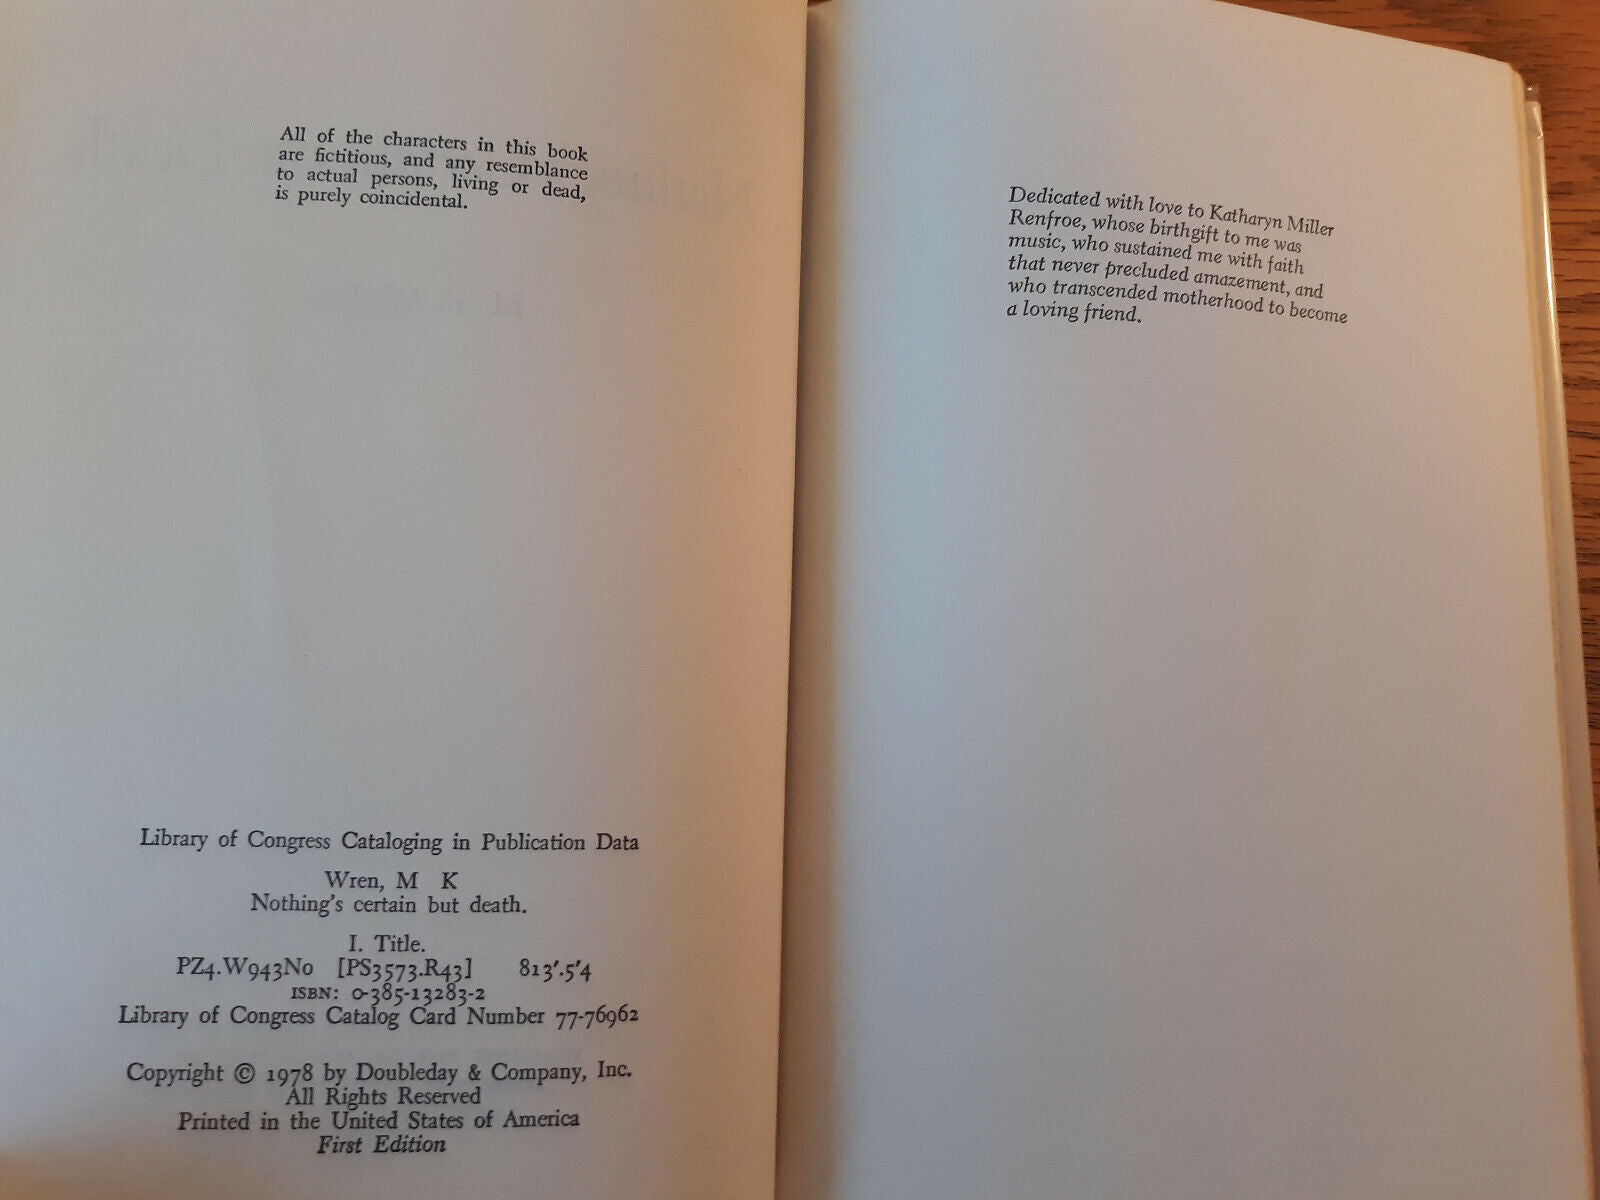 All of the characters in this book
are fictitious, and any resemblance
to actual persons, living or dead,
is purely coincidental.
Library of Congress Cataloging in Publication Data
Wren, M K
Nothing's certain but death.
I. Title.
PZ4.W943No [PS3573.R43] 813'.5'4
ISBN: 0-385-13283-2
Library of Congress Catalog Card Number 77-76962
Copyright © 1978 by Doubleday & Company, Inc.
All Rights Reserved
Printed in the United States of America
First Edition
Dedicated with love to Katharyn Miller
Renfroe, whose birthgift to me was
music, who sustained me with faith
that never precluded amazement, and
who transcended motherhood to become
a loving friend.